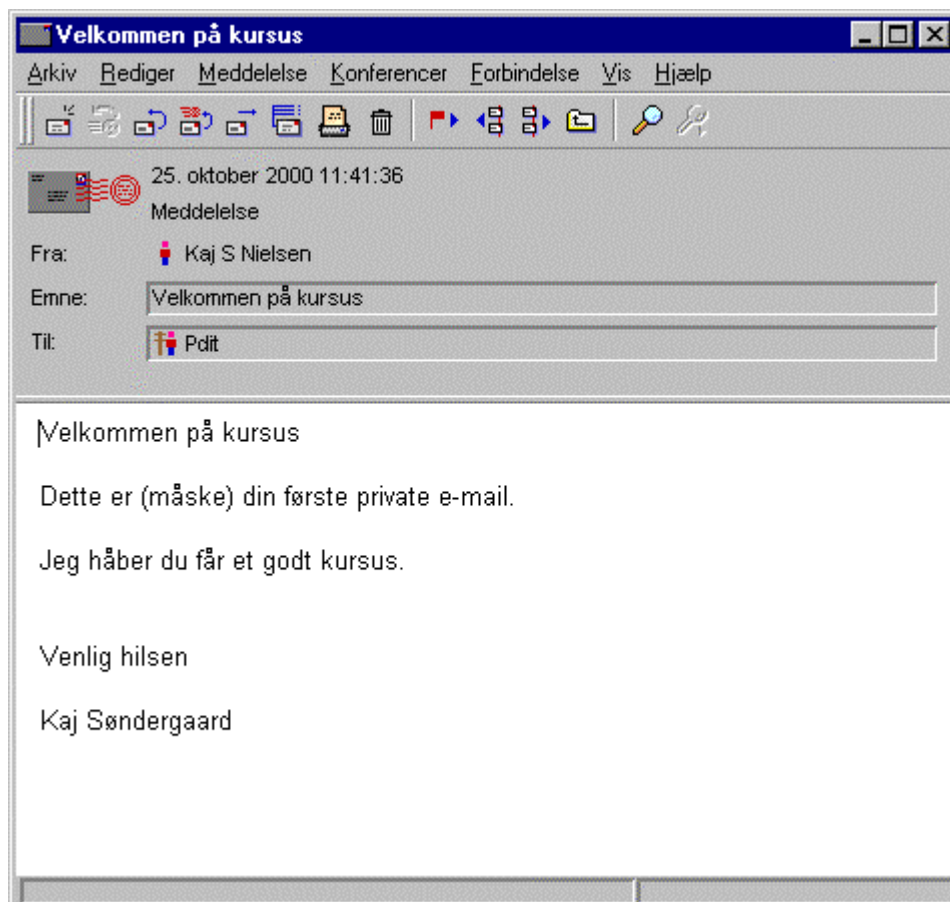 Velkommen på kursus
Arkiv Rediger Meddelelse Konferencer Forbindelse Vis Hjælp
25. oktober 2000 11:41:36
Meddelelse
Fra: Kaj S Nielsen
Emne: Velkommen på kursus
Til: Pdit
Velkommen på kursus
Dette er (måske) din første private e-mail.
Jeg håber du får et godt kursus.
Venlig hilsen
Kaj Søndergaard